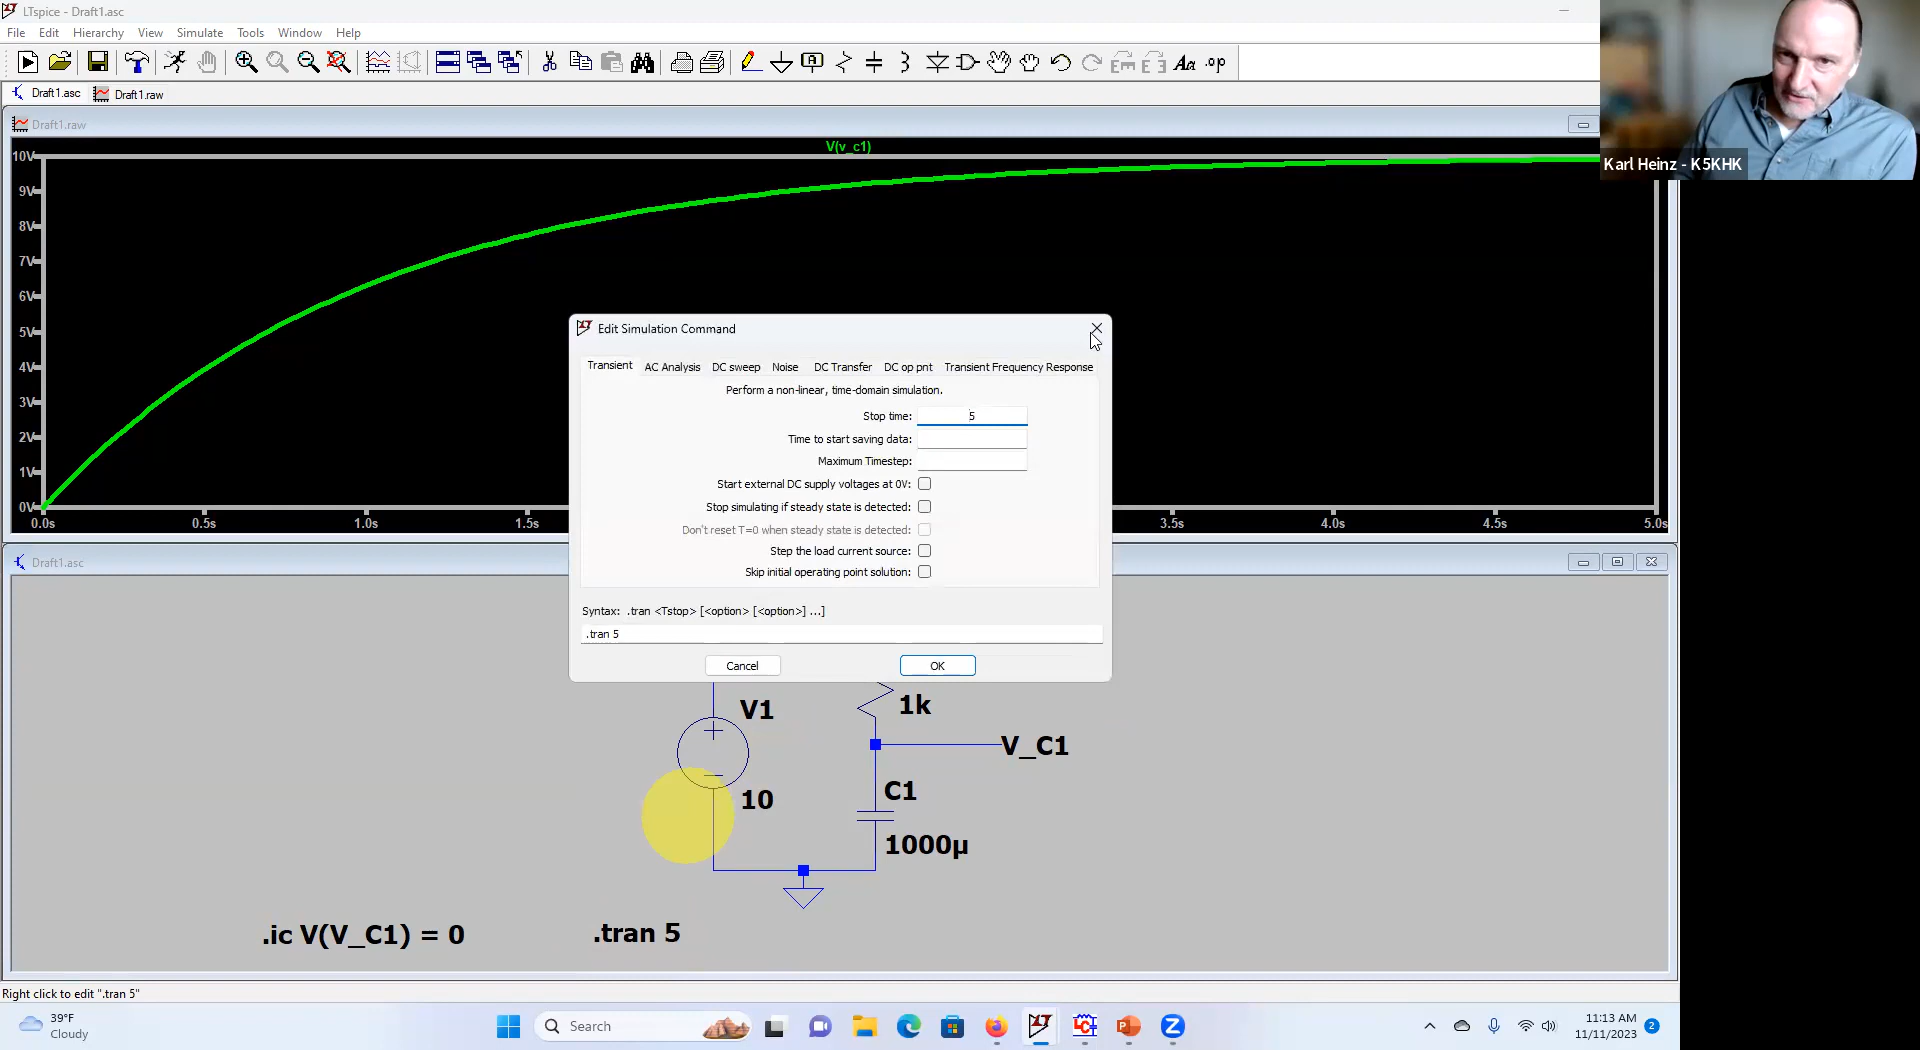 LTspice - Draft1.asc
File Edit Hierarchy View Simulate Tools Window Help
Draft1.asc Draft1.raw
Draft1.raw
V(v_c1)
10V
9V
8V
7V
6V
5V
4V
3V
2V
1V
0V
0.0s 0.5s 1.0s 1.5s 3.5s 4.0s 4.5s 5.0s
Karl Heinz - K5KHK
Edit Simulation Command
Transient AC Analysis DC sweep Noise DC Transfer DC op pnt Transient Frequency Response
Perform a non-linear, time-domain simulation.
Stop time: 5
Time to start saving data:
Maximum Timestep:
Start external DC supply voltages at 0V:
Stop simulating if steady state is detected:
Don't reset T=0 when steady state is detected:
Step the load current source:
Skip initial operating point solution:
Syntax: .tran <Tstop> [<option> [<option>] ...]
.tran 5
Cancel OK
Draft1.asc
V1
10
1k
V_C1
C1
1000µ
.ic V(V_C1) = 0 .tran 5
Right click to edit ".tran 5"
39°F
Cloudy
Search
11:13 AM
11/11/2023
2